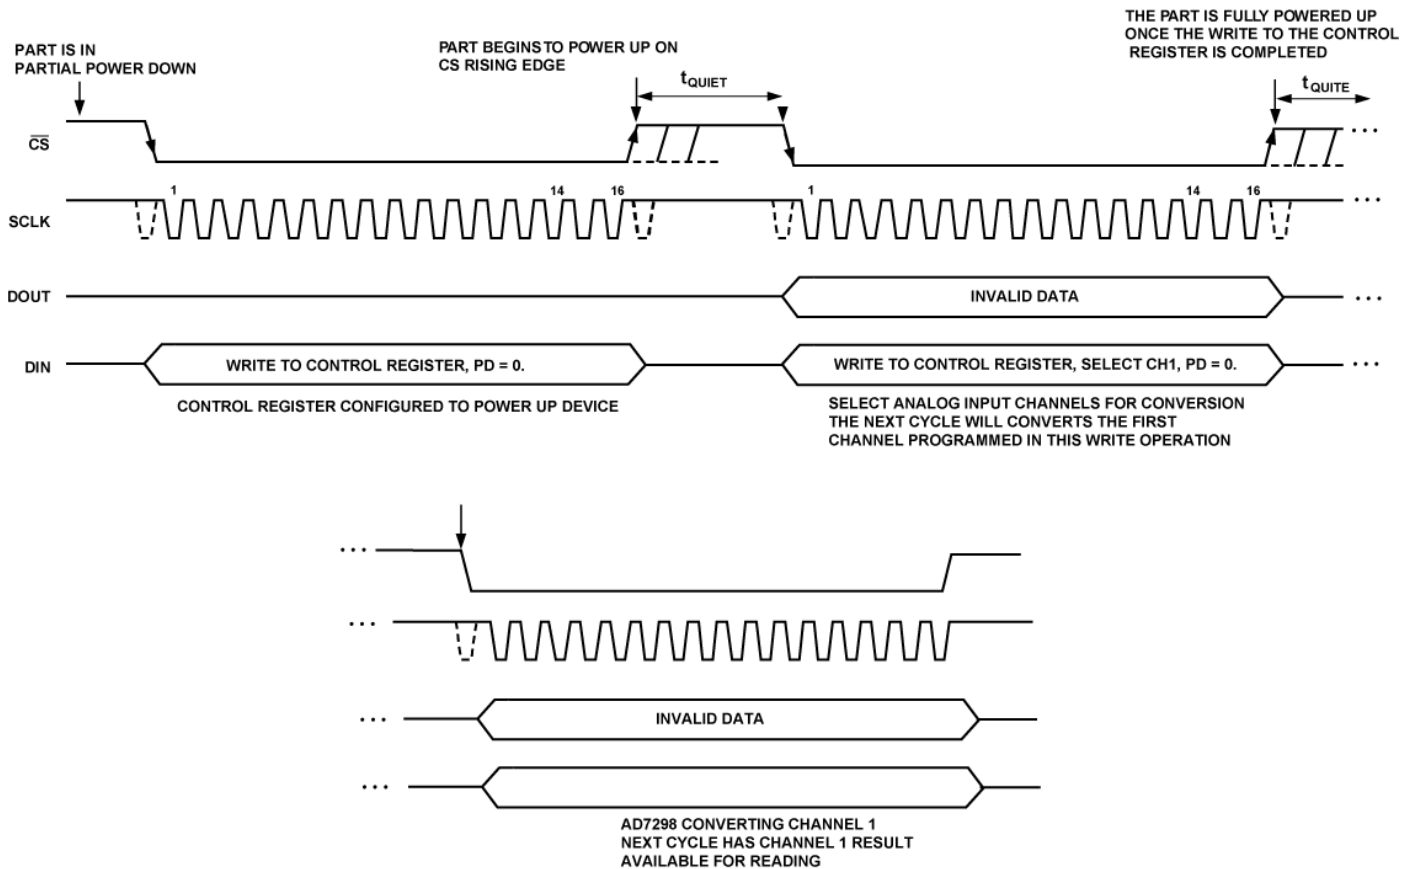 PART IS IN
PARTIAL POWER DOWN
PART BEGINS TO POWER UP ON
CS RISING EDGE
THE PART IS FULLY POWERED UP
ONCE THE WRITE TO THE CONTROL
REGISTER IS COMPLETED
tQUIET
tQUITE
CS
...
1
14
16
1
14
16
SCLK
...
DOUT
INVALID DATA
...
DIN
WRITE TO CONTROL REGISTER, PD = 0.
WRITE TO CONTROL REGISTER, SELECT CH1, PD = 0.
...
CONTROL REGISTER CONFIGURED TO POWER UP DEVICE
SELECT ANALOG INPUT CHANNELS FOR CONVERSION
THE NEXT CYCLE WILL CONVERTS THE FIRST
CHANNEL PROGRAMMED IN THIS WRITE OPERATION
...
...
...
INVALID DATA
...
AD7298 CONVERTING CHANNEL 1
NEXT CYCLE HAS CHANNEL 1 RESULT
AVAILABLE FOR READING